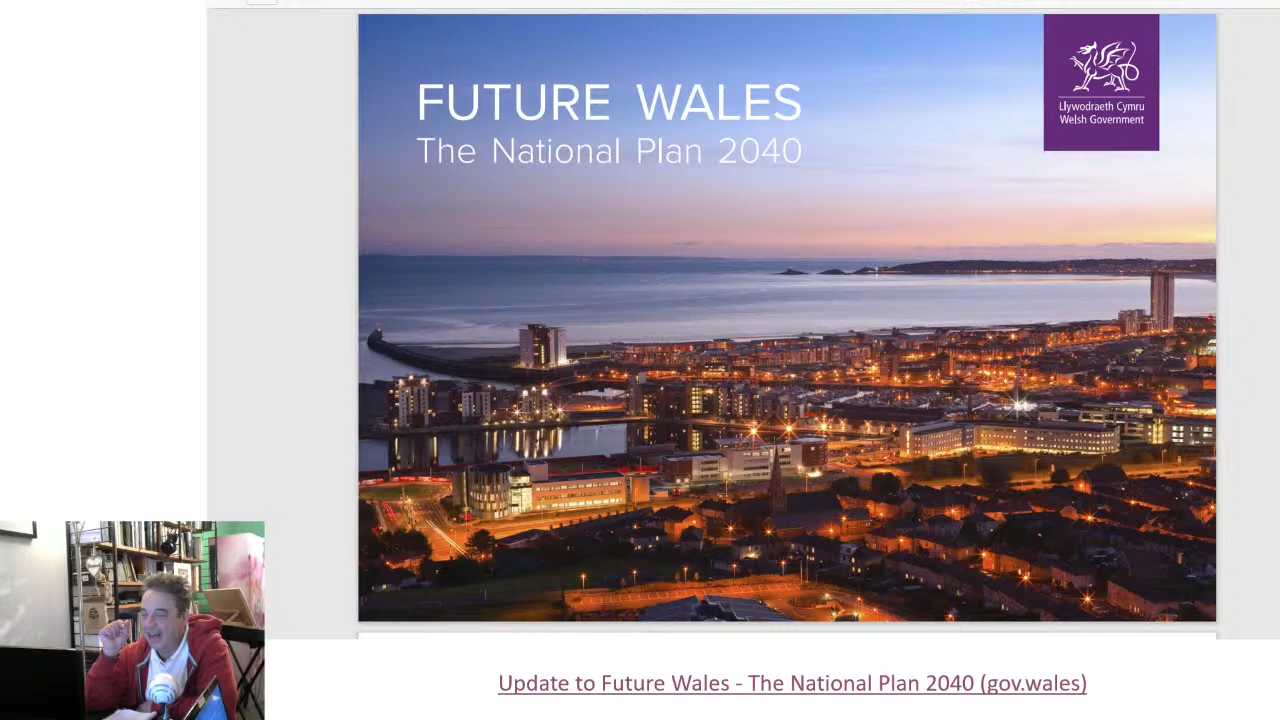 FUTURE WALES
The National Plan 2040
Llywodraeth Cymru
Welsh Government
Update to Future Wales - The National Plan 2040 (gov.wales)